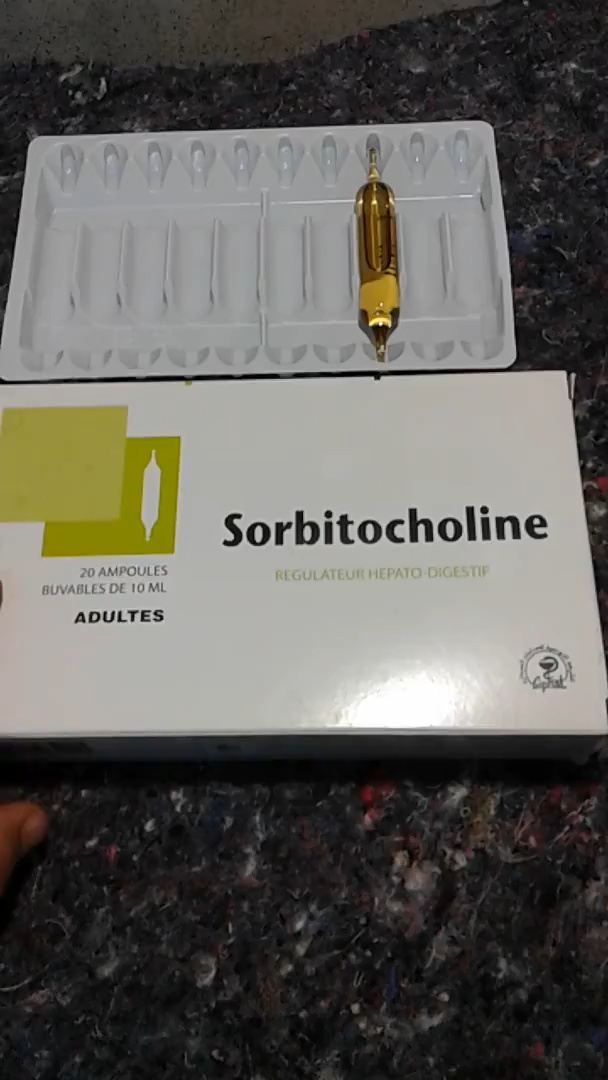 Sorbitocholine
REGULATEUR HEPATO-DIGESTIF
20 AMPOULES
BUVABLES DE 10 ML
ADULTES